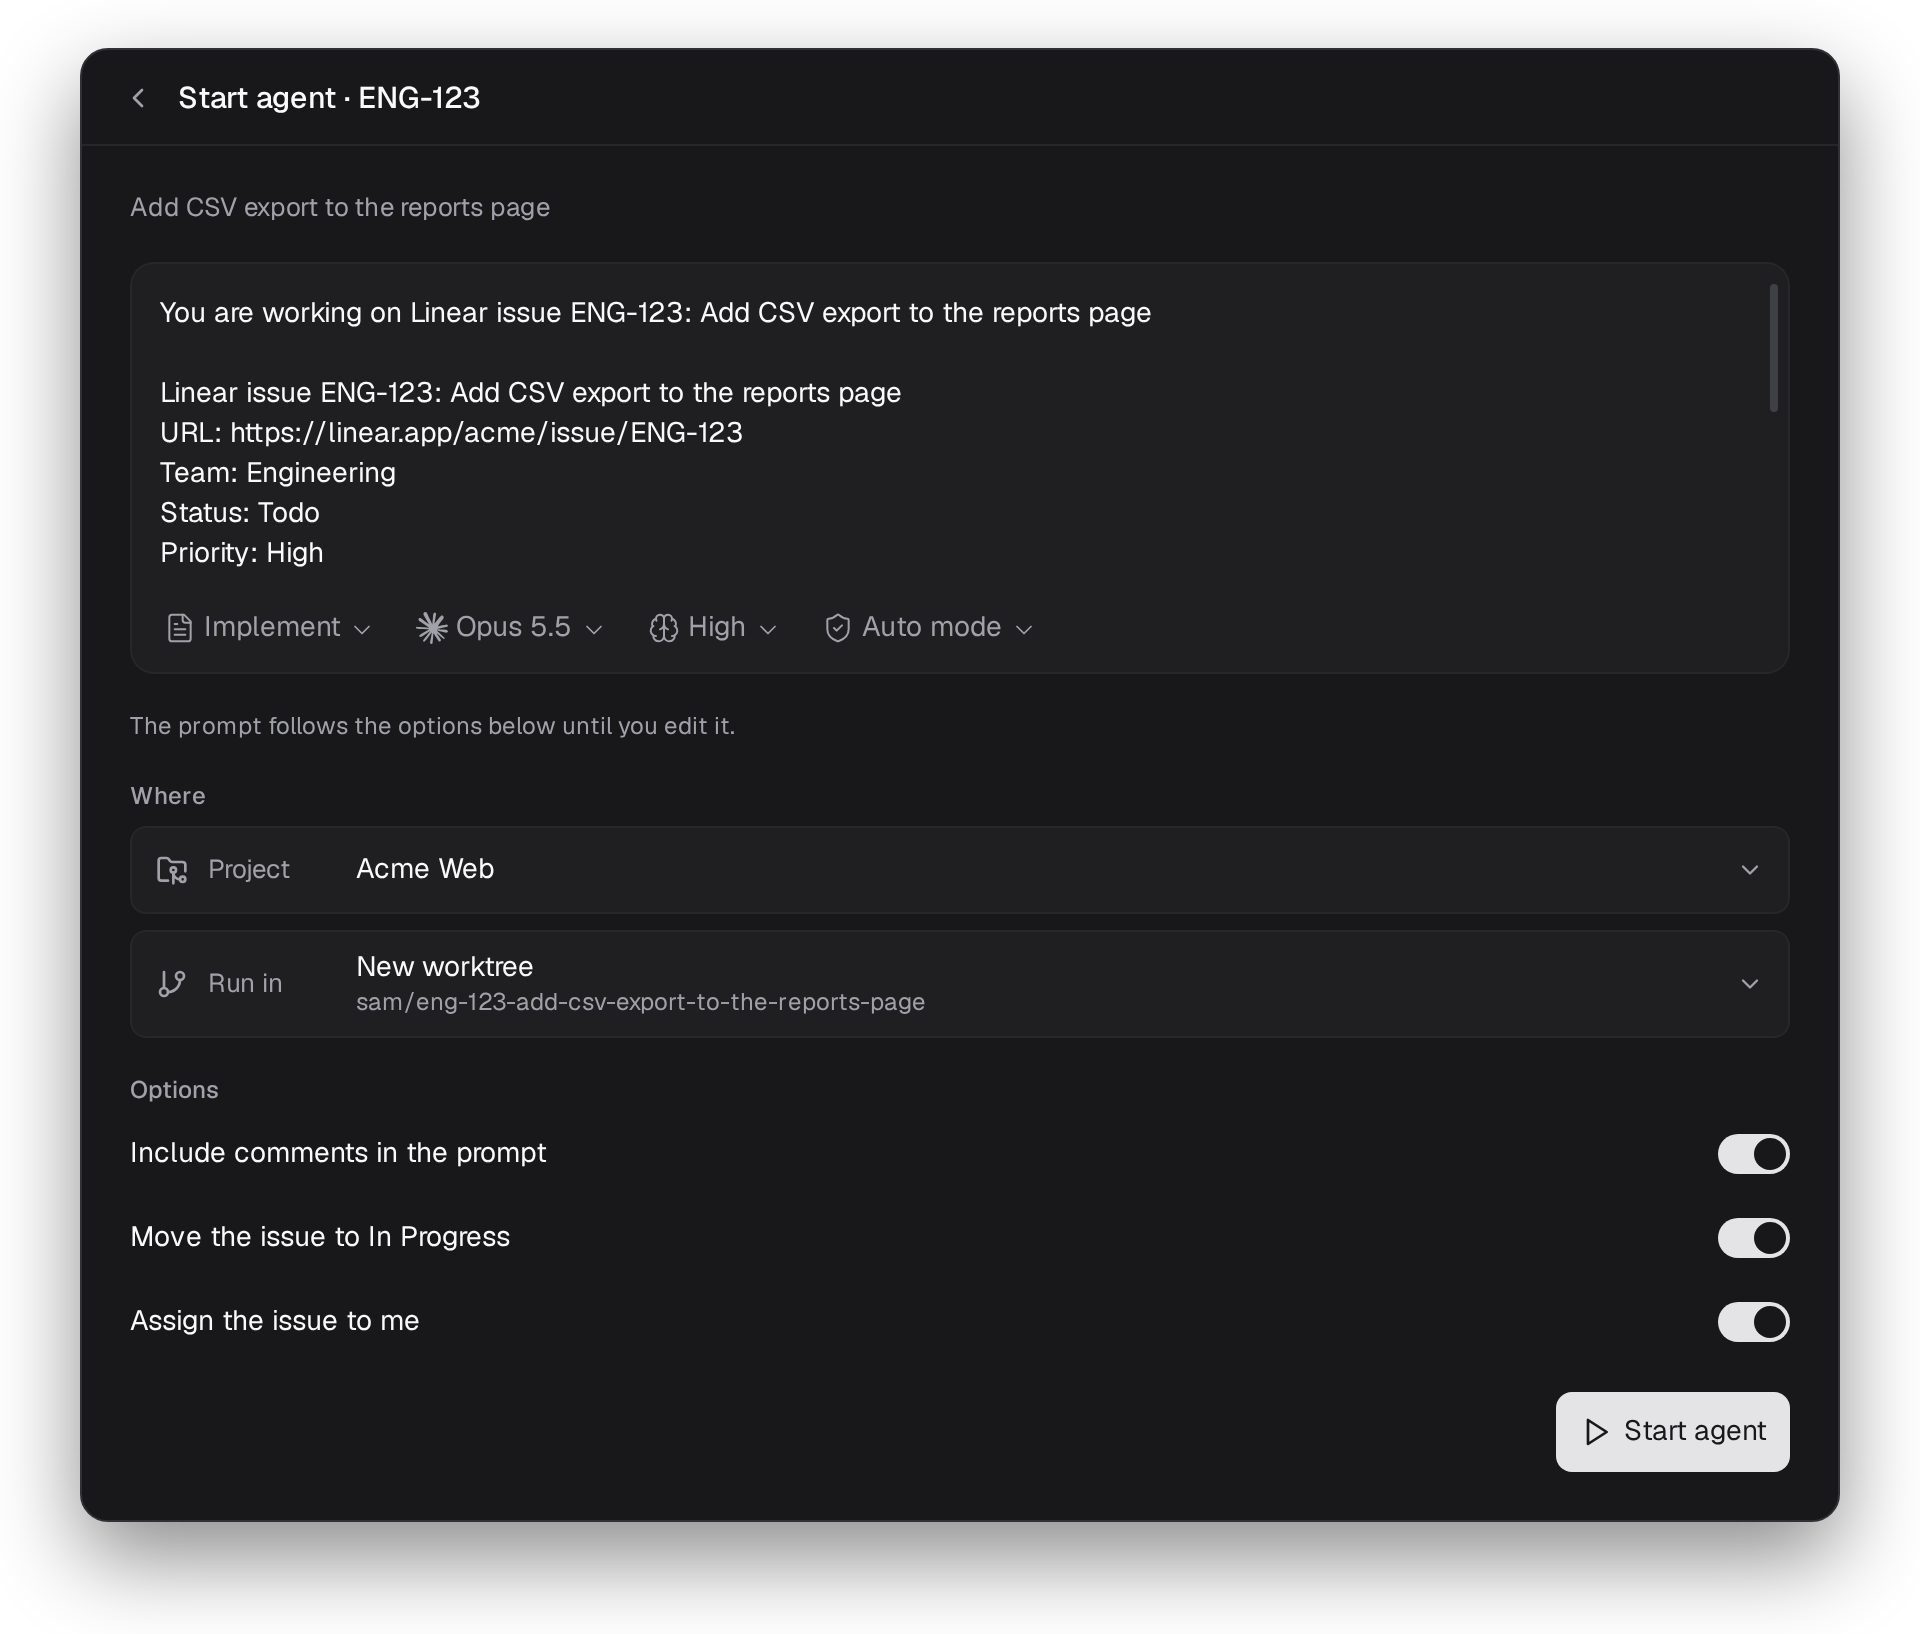 Start agent · ENG-123
Add CSV export to the reports page
You are working on Linear issue ENG-123: Add CSV export to the reports page
Linear issue ENG-123: Add CSV export to the reports page
URL: https://linear.app/acme/issue/ENG-123
Team: Engineering
Status: Todo
Priority: High
Implement Opus 5.5 High Auto mode
The prompt follows the options below until you edit it.
Where
Project Acme Web
Run in New worktree
sam/eng-123-add-csv-export-to-the-reports-page
Options
Include comments in the prompt
Move the issue to In Progress
Assign the issue to me
Start agent